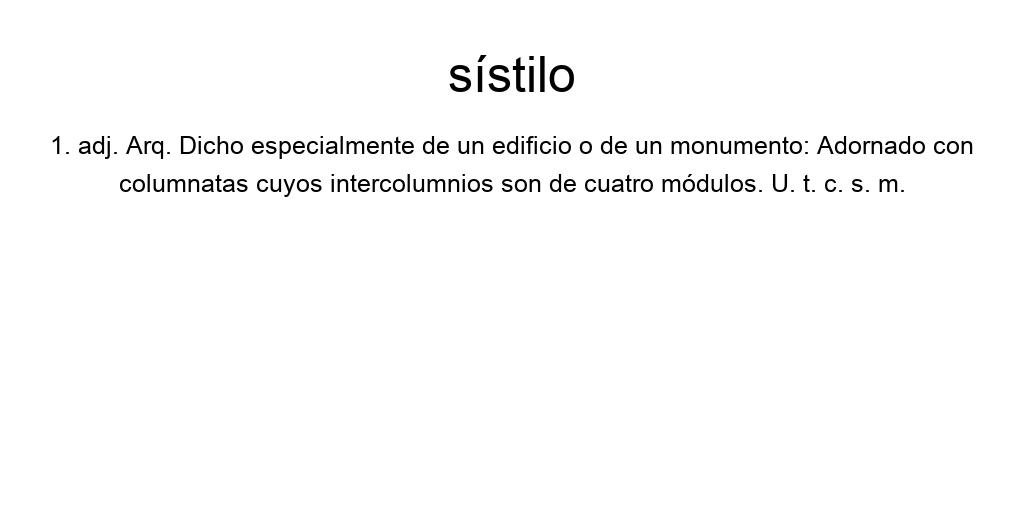 sístilo
1. adj. Arq. Dicho especialmente de un edificio o de un monumento: Adornado con
columnatas cuyos intercolumnios son de cuatro módulos. U. t. c. s. m.